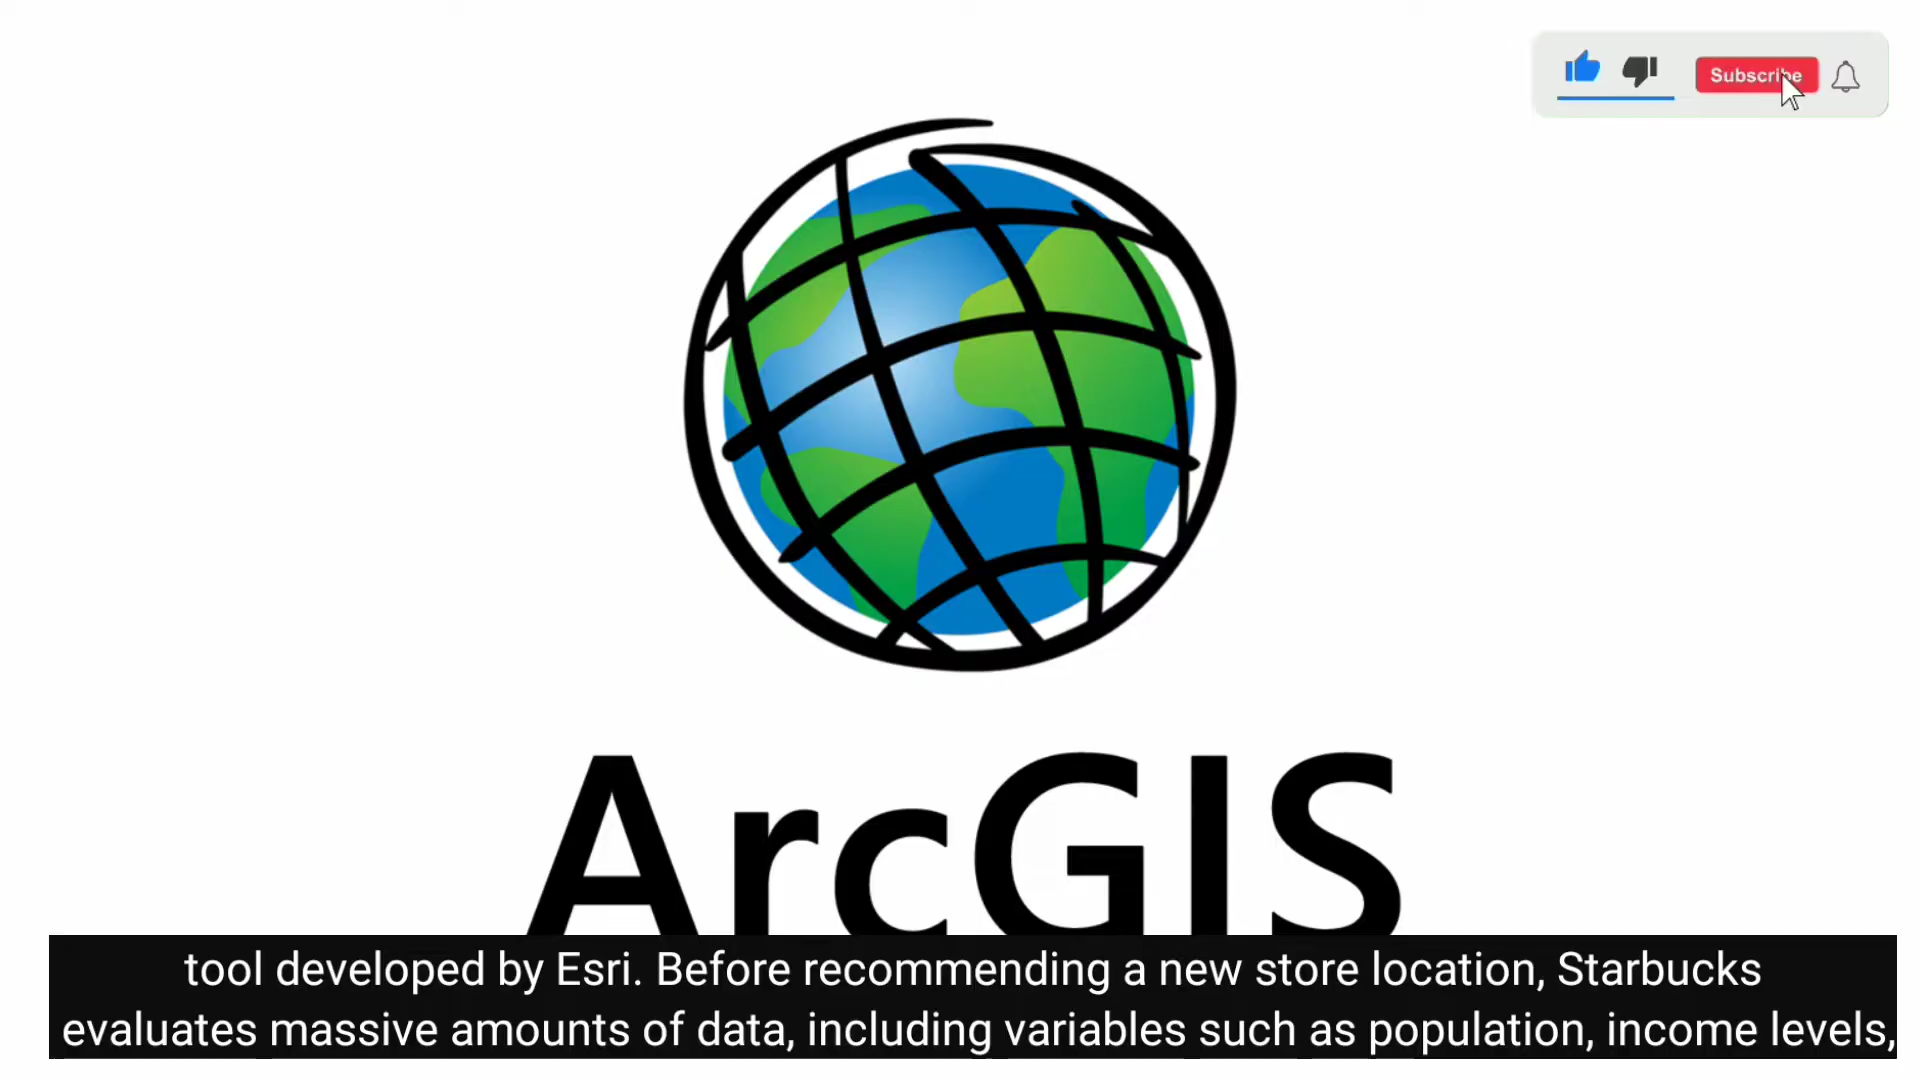 Subscribe
ArcGIS
tool developed by Esri. Before recommending a new store location, Starbucks
evaluates massive amounts of data, including variables such as population, income levels,